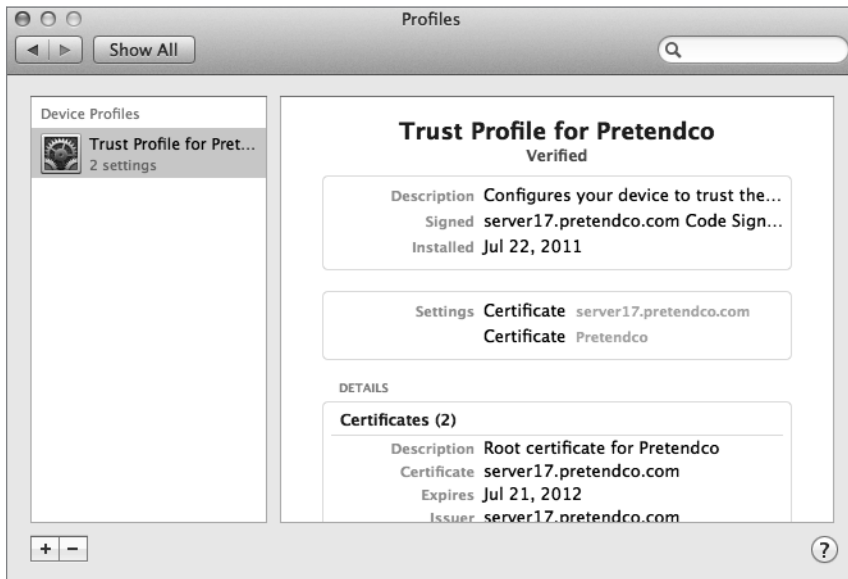 Profiles
Show All
Device Profiles
Trust Profile for Pret...
2 settings
Trust Profile for Pretendco
Verified
Description Configures your device to trust the...
Signed server17.pretendco.com Code Sign...
Installed Jul 22, 2011
Settings Certificate server17.pretendco.com
Certificate Pretendco
DETAILS
Certificates (2)
Description Root certificate for Pretendco
Certificate server17.pretendco.com
Expires Jul 21, 2012
Issuer server17.pretendco.com
+ −
?